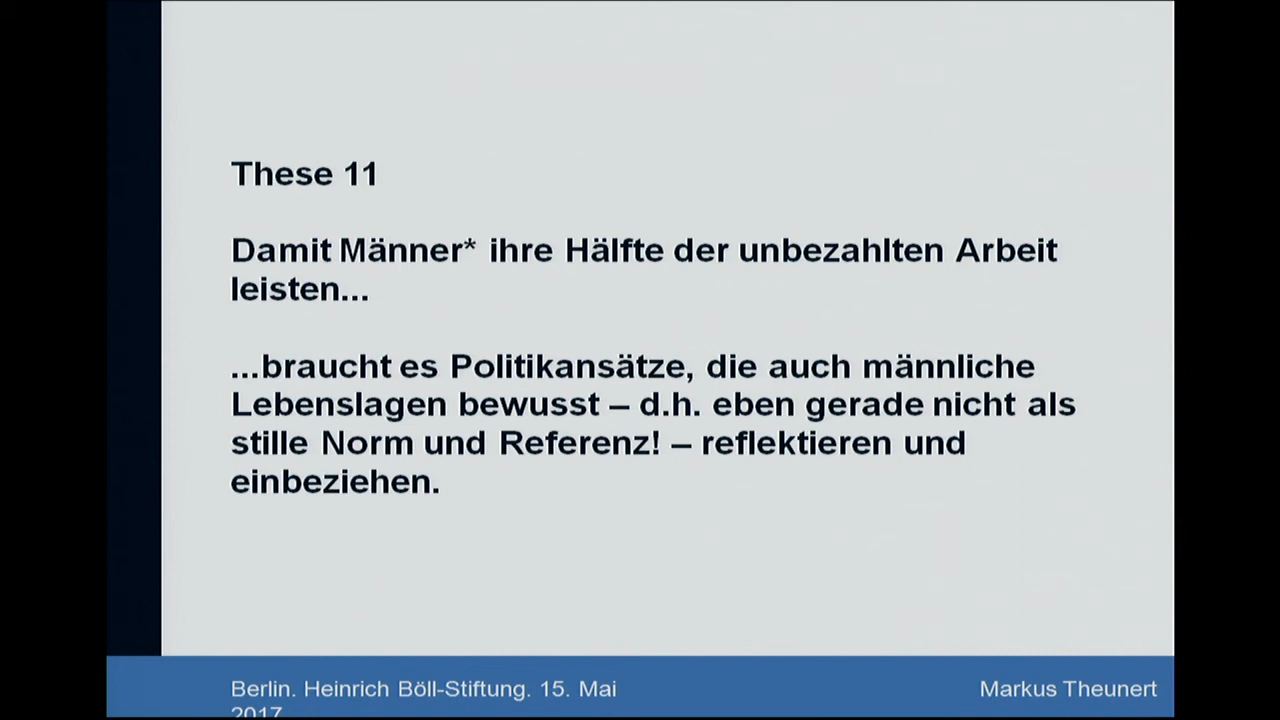 These 11
Damit Männer* ihre Hälfte der unbezahlten Arbeit
leisten...
...braucht es Politikansätze, die auch männliche
Lebenslagen bewusst – d.h. eben gerade nicht als
stille Norm und Referenz! – reflektieren und
einbeziehen.
Berlin. Heinrich Böll-Stiftung. 15. Mai
2017
Markus Theunert